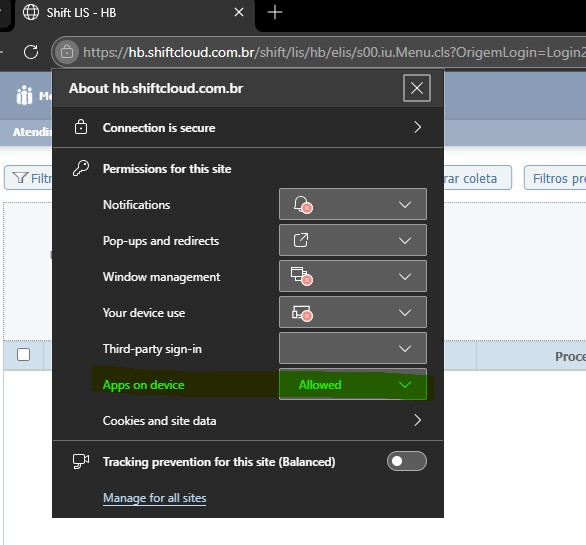 Shift LIS - HB
https://hb.shiftcloud.com.br/shift/lis/hb/elis/s00.iu.Menu.cls?OrigemLogin=Login2
About hb.shiftcloud.com.br
Connection is secure
Atendi
Permissions for this site
Filtr
rar coleta
Filtros pre
Notifications
Pop-ups and redirects
Window management
Your device use
Third-party sign-in
Proce
Apps on device
Allowed
Cookies and site data
Tracking prevention for this site (Balanced)
Manage for all sites